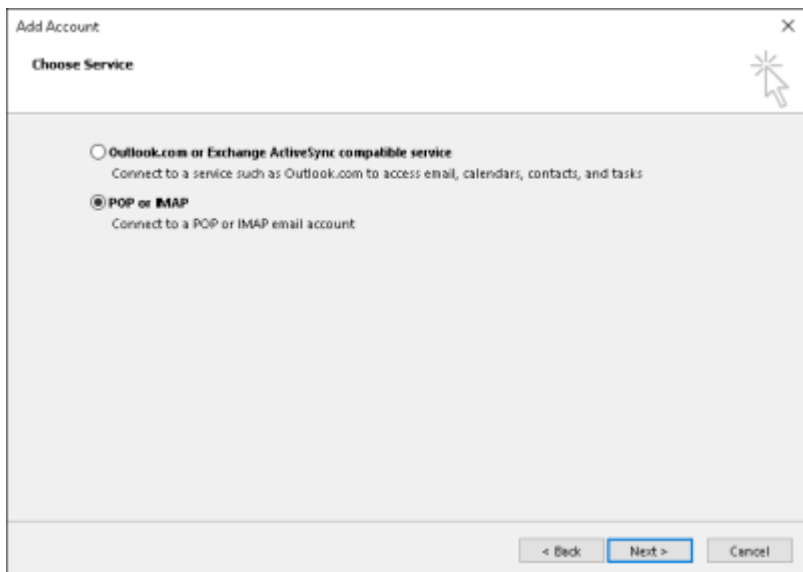 Add Account
Choose Service
Outlook.com or Exchange ActiveSync compatible service
Connect to a service such as Outlook.com to access email, calendars, contacts, and tasks
POP or IMAP
Connect to a POP or IMAP email account
< Back Next > Cancel